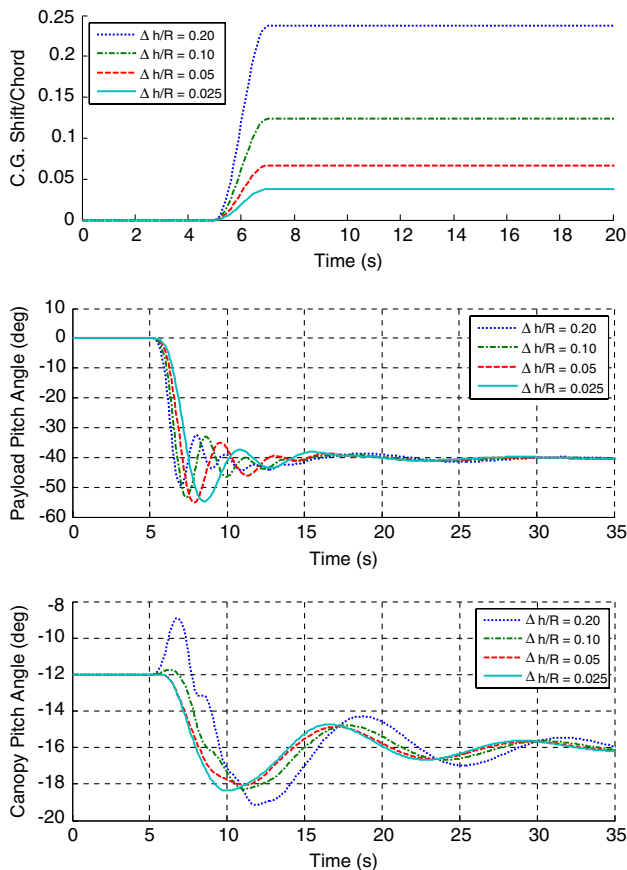 0.25
0.2
0.15
0.1
0.05
0
C.G. Shift/Chord
Δ h/R = 0.20
Δ h/R = 0.10
Δ h/R = 0.05
Δ h/R = 0.025
0 2 4 6 8 10 12 14 16 18 20
Time (s)
10
0
-10
-20
-30
-40
-50
-60
Payload Pitch Angle (deg)
Δ h/R = 0.20
Δ h/R = 0.10
Δ h/R = 0.05
Δ h/R = 0.025
0 5 10 15 20 25 30 35
Time (s)
-8
-10
-12
-14
-16
-18
-20
Canopy Pitch Angle (deg)
Δ h/R = 0.20
Δ h/R = 0.10
Δ h/R = 0.05
Δ h/R = 0.025
0 5 10 15 20 25 30 35
Time (s)